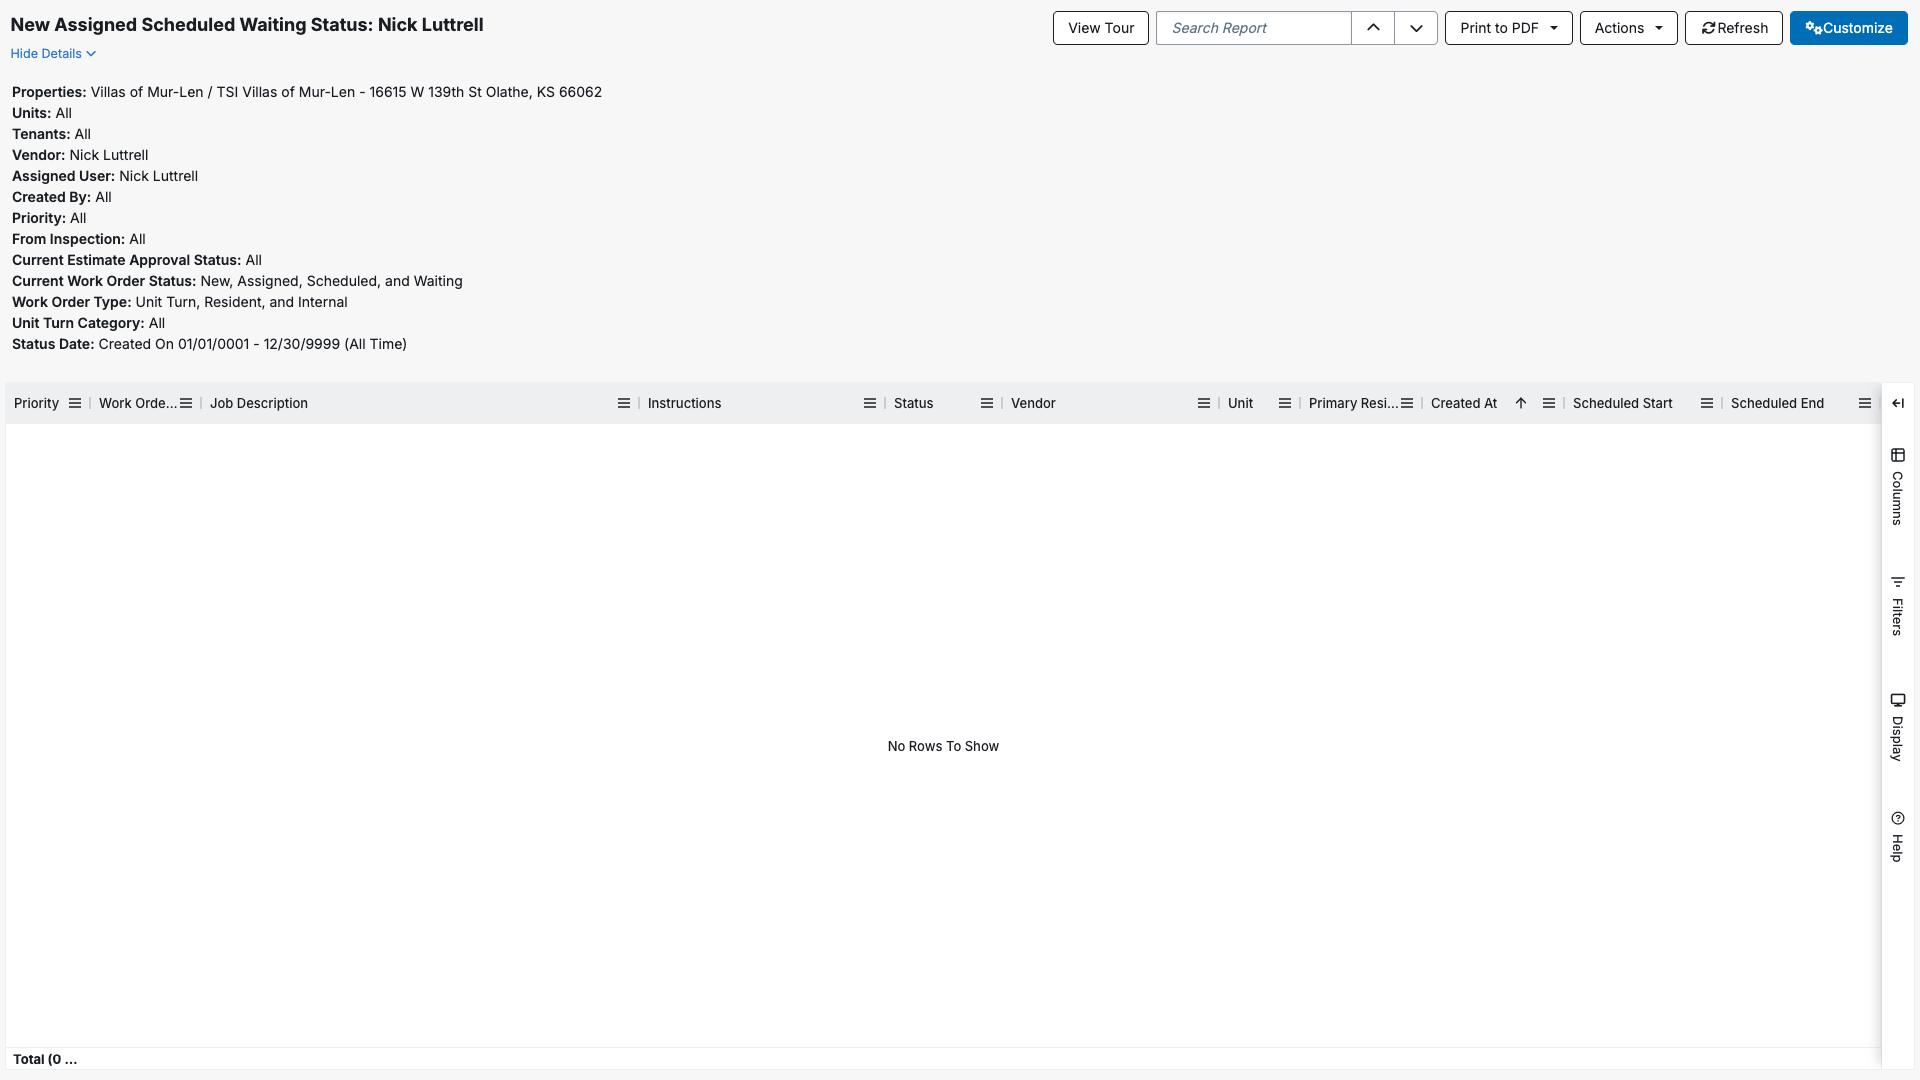 New Assigned Scheduled Waiting Status: Nick Luttrell
View Tour
Search Report
Print to PDF
Actions
Refresh
Customize
Hide Details
Properties: Villas of Mur-Len / TSI Villas of Mur-Len - 16615 W 139th St Olathe, KS 66062
Units: All
Tenants: All
Vendor: Nick Luttrell
Assigned User: Nick Luttrell
Created By: All
Priority: All
From Inspection: All
Current Estimate Approval Status: All
Current Work Order Status: New, Assigned, Scheduled, and Waiting
Work Order Type: Unit Turn, Resident, and Internal
Unit Turn Category: All
Status Date: Created On 01/01/0001 - 12/30/9999 (All Time)
Priority
Work Orde...
Job Description
Instructions
Status
Vendor
Unit
Primary Resi...
Created At
Scheduled Start
Scheduled End
Columns
Filters
Display
Help
No Rows To Show
Total (0 ...